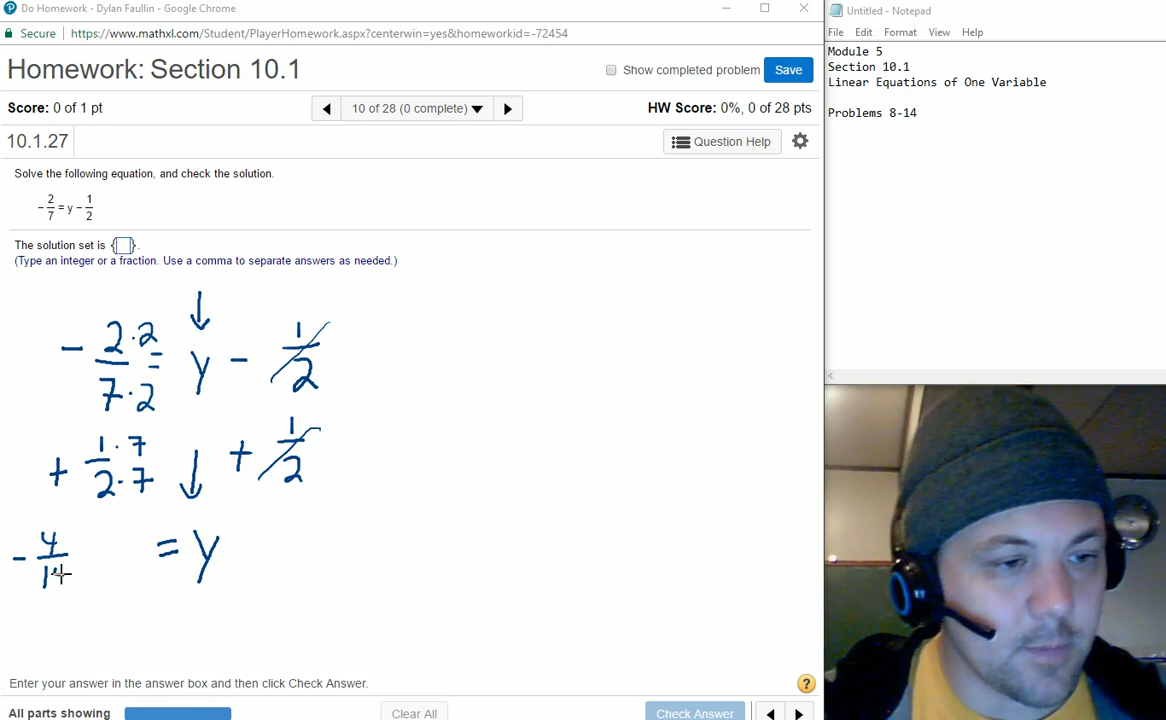 Do Homework - Dylan Faullin - Google Chrome
Secure | https://www.mathxl.com/Student/PlayerHomework.aspx?centerwin=yes&homeworkid=-72454
Homework: Section 10.1
Show completed problem
Save
Score: 0 of 1 pt
10 of 28 (0 complete)
HW Score: 0%, 0 of 28 pts
10.1.27
Question Help
Solve the following equation, and check the solution.
- 2/7 = y - 1/2
The solution set is { }.
(Type an integer or a fraction. Use a comma to separate answers as needed.)
- 2·2/7·2 = y - 1/2
+ 1·7/2·7 ↓ + 1/2
- 4/14 = y
Enter your answer in the answer box and then click Check Answer.
?
All parts showing
Clear All
Check Answer
Untitled - Notepad
File Edit Format View Help
Module 5
Section 10.1
Linear Equations of One Variable
Problems 8-14